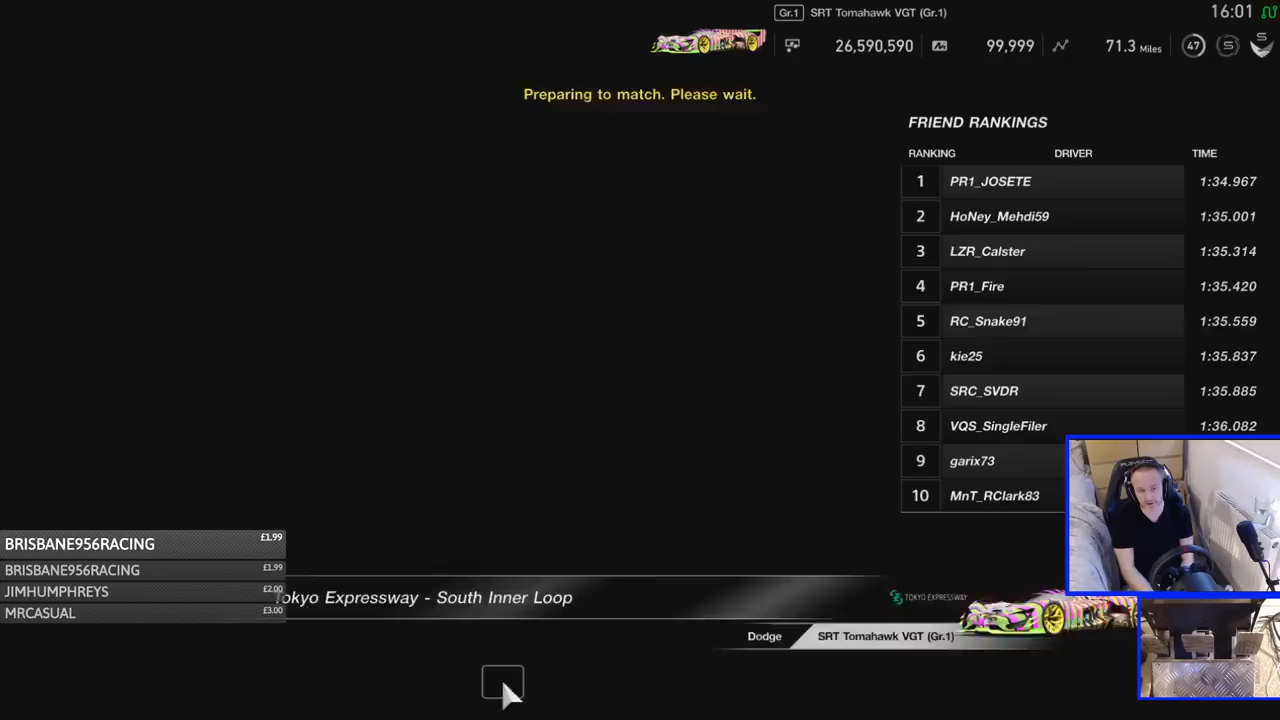 Gr.1 SRT Tomahawk VGT (Gr.1) 16:01
26,590,590 99,999 71.3 Miles 47 S S
Preparing to match. Please wait.
FRIEND RANKINGS
RANKING DRIVER TIME
1 PR1_JOSETE 1:34.967
2 HoNey_Mehdi59 1:35.001
3 LZR_Calster 1:35.314
4 PR1_Fire 1:35.420
5 RC_Snake91 1:35.559
6 kie25 1:35.837
7 SRC_SVDR 1:35.885
8 VQS_SingleFiler 1:36.082
9 garix73
10 MnT_RClark83
BRISBANE956RACING £1.99
BRISBANE956RACING £1.99
JIMHUMPHREYS £2.00
MRCASUAL £3.00
okyo Expressway - South Inner Loop
TOKYO EXPRESSWAY
Dodge SRT Tomahawk VGT (Gr.1)